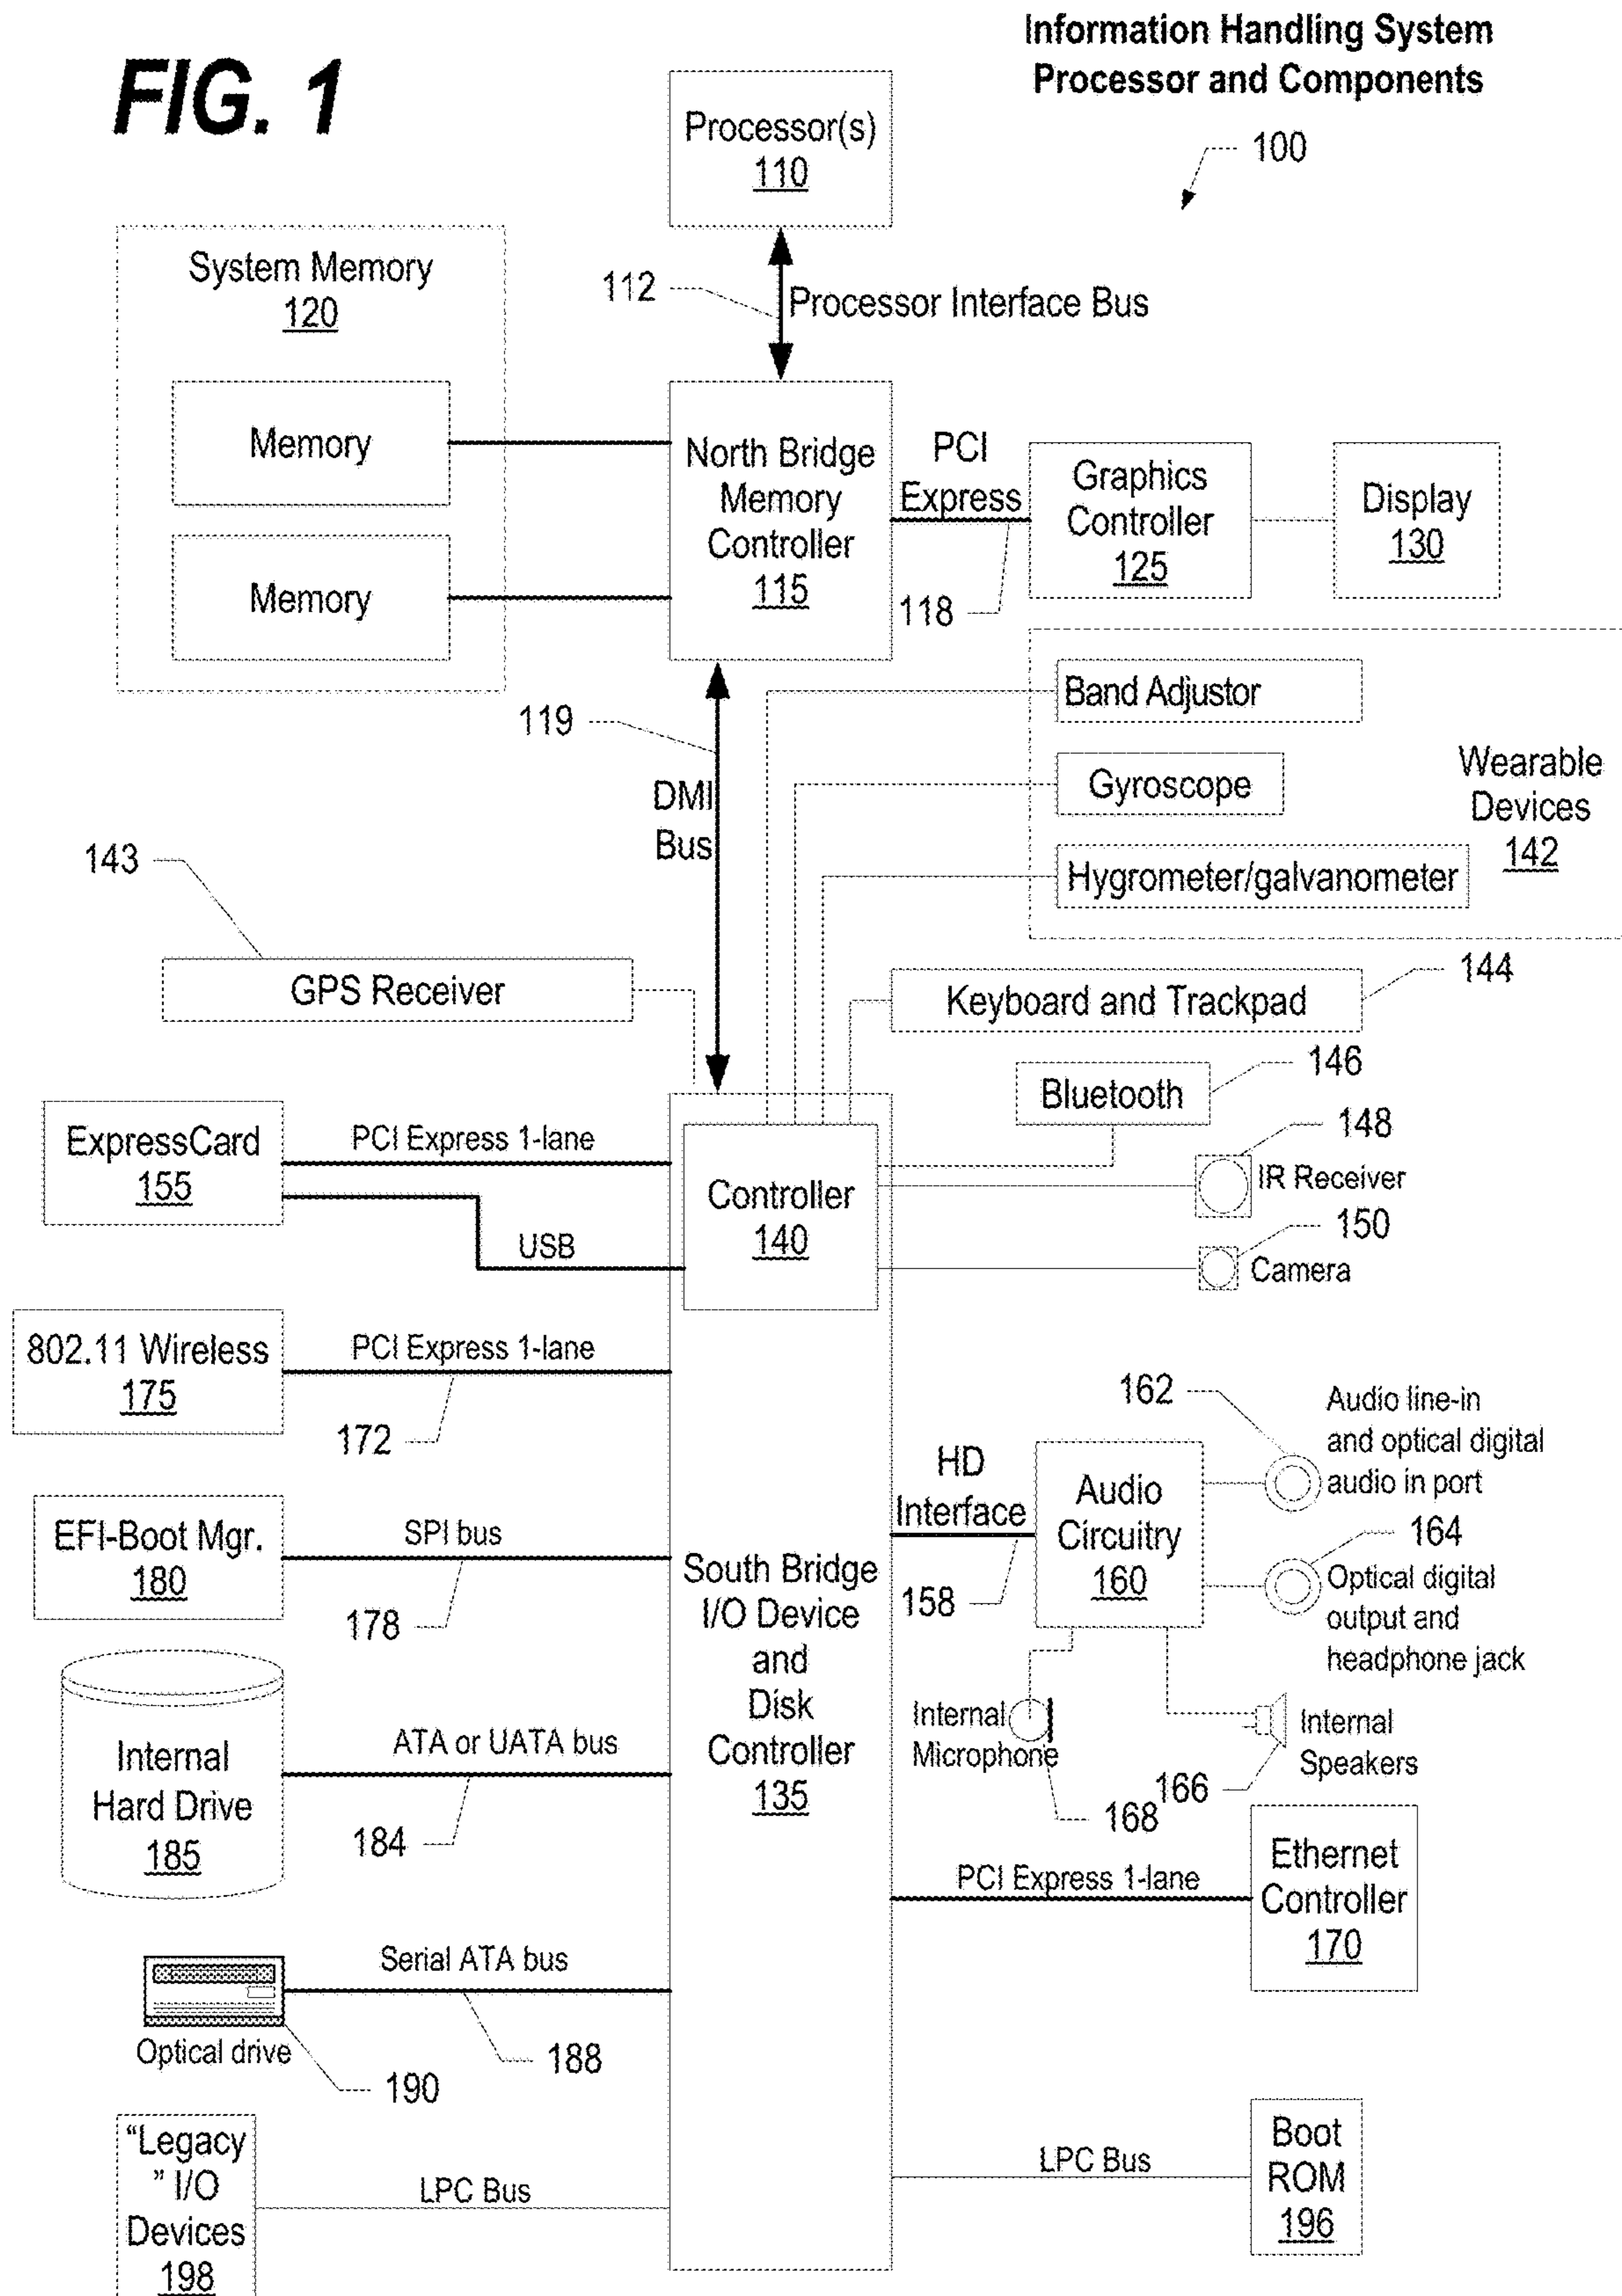 Information Handling System
Processor and Components
FIG. 1
100
Processor(s)
110
System Memory
120
112
Processor Interface Bus
Memory
Memory
North Bridge
Memory
Controller
115
PCI
Express
118
Graphics
Controller
125
Display
130
119
DMI
Bus
Band Adjustor
Gyroscope
Hygrometer/galvanometer
Wearable
Devices
142
143
GPS Receiver
Keyboard and Trackpad
144
Bluetooth
146
148
IR Receiver
150
Camera
ExpressCard
155
PCI Express 1-lane
USB
Controller
140
802.11 Wireless
175
PCI Express 1-lane
172
162
Audio line-in
and optical digital
audio in port
HD
Interface
158
Audio
Circuitry
160
164
Optical digital
output and
headphone jack
EFI-Boot Mgr.
180
SPI bus
178
South Bridge
I/O Device
and
Disk
Controller
135
Internal
Microphone
168
Internal
Speakers
166
Internal
Hard Drive
185
ATA or UATA bus
184
PCI Express 1-lane
Ethernet
Controller
170
Serial ATA bus
188
Optical drive
190
"Legacy
" I/O
Devices
198
LPC Bus
LPC Bus
Boot
ROM
196